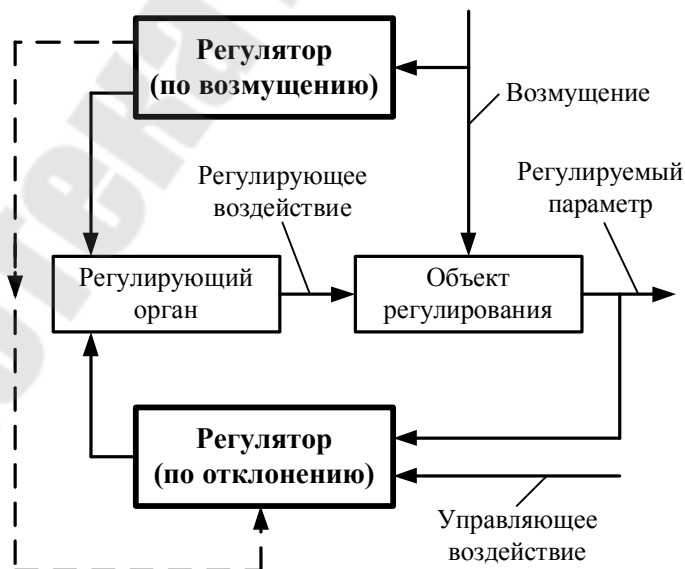 Регулятор
(по возмущению)
Возмущение
Регулирующее
воздействие
Регулируемый
параметр
Регулирующий
орган
Объект
регулирования
Регулятор
(по отклонению)
Управляющее
воздействие